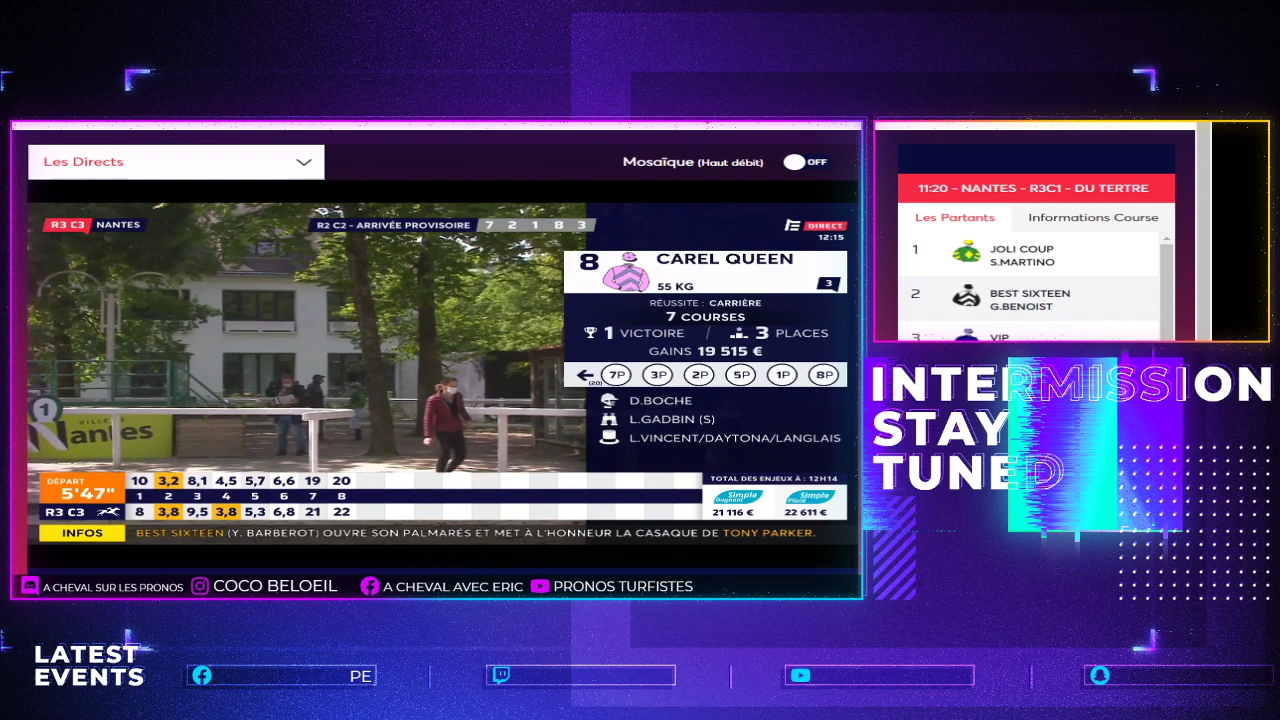 Les Directs
Mosaïque (Haut débit) OFF
R3 C3 NANTES
R2 C2 - ARRIVÉE PROVISOIRE 7 2 1 8 3
DIRECT
12:15
8 CAREL QUEEN
55 KG
3
RÉUSSITE : CARRIÈRE
7 COURSES
1 VICTOIRE / 3 PLACES
GAINS 19 515 €
(20) 7P 3P 2P 5P 1P 8P
D.BOCHE
L.GADBIN (S)
L.VINCENT/DAYTONA/LANGLAIS
1
VILLE
Nantes
DÉPART
5'47"
10 3,2 8,1 4,5 5,7 6,6 19 20
1 2 3 4 5 6 7 8
R3 C3
8 3,8 9,5 3,8 5,3 6,8 21 22
TOTAL DES ENJEUX À : 12H14
Simple Gagnant
Simple Placé
21 116 €
22 611 €
INFOS
BEST SIXTEEN (Y. BARBEROT) OUVRE SON PALMARÈS ET MET À L'HONNEUR LA CASAQUE DE TONY PARKER.
A CHEVAL SUR LES PRONOS COCO BELOEIL A CHEVAL AVEC ERIC PRONOS TURFISTES
11:20 - NANTES - R3C1 - DU TERTRE
Les Partants Informations Course
1 JOLI COUP
S.MARTINO
2 BEST SIXTEEN
G.BENOIST
3 VIP
INTERMISSION
STAY
TUNED
LATEST
EVENTS
PE